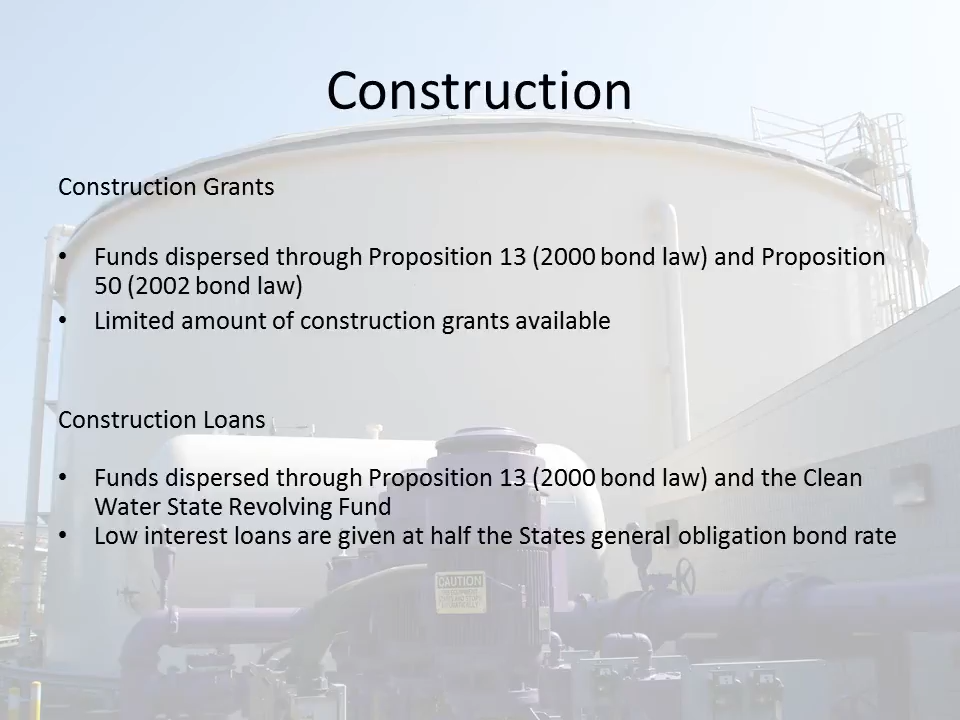 Construction
Construction Grants
• Funds dispersed through Proposition 13 (2000 bond law) and Proposition
50 (2002 bond law)
• Limited amount of construction grants available
Construction Loans
• Funds dispersed through Proposition 13 (2000 bond law) and the Clean
Water State Revolving Fund
• Low interest loans are given at half the States general obligation bond rate
CAUTION